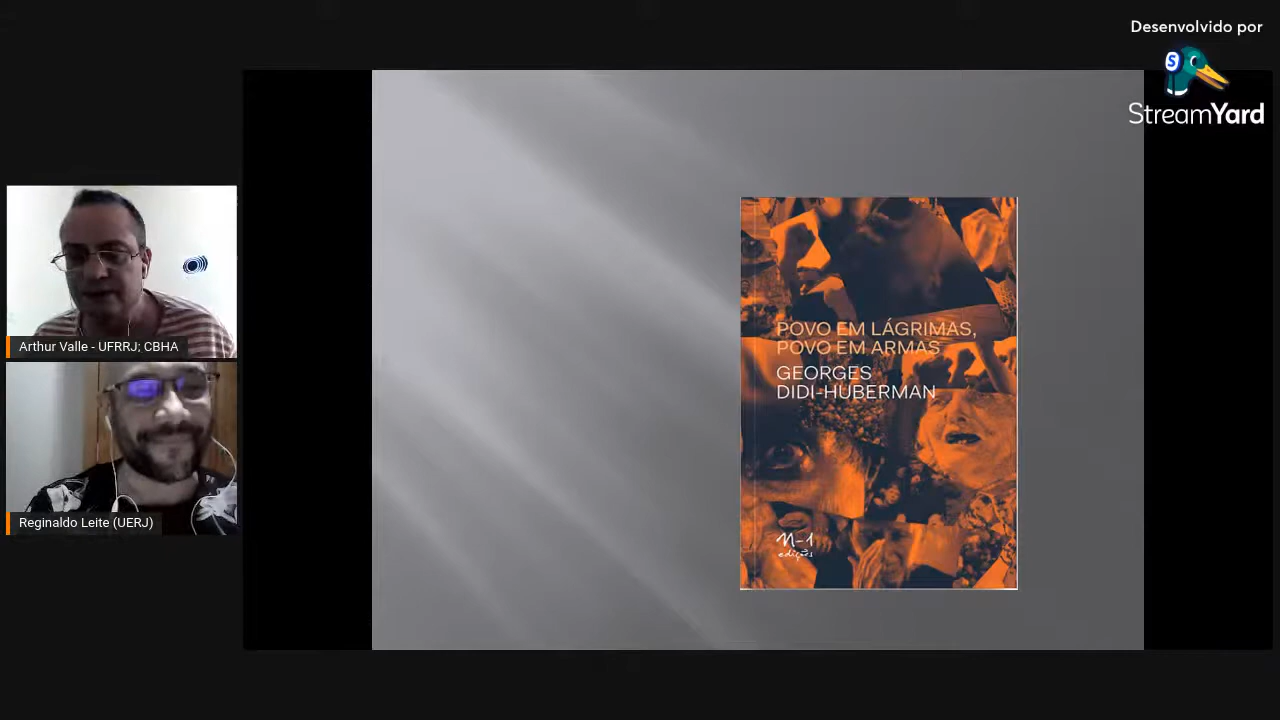 Desenvolvido por
StreamYard
Arthur Valle - UFRRJ; CBHA
Reginaldo Leite (UERJ)
POVO EM LÁGRIMAS,
POVO EM ARMAS
GEORGES
DIDI-HUBERMAN
N-1
edições